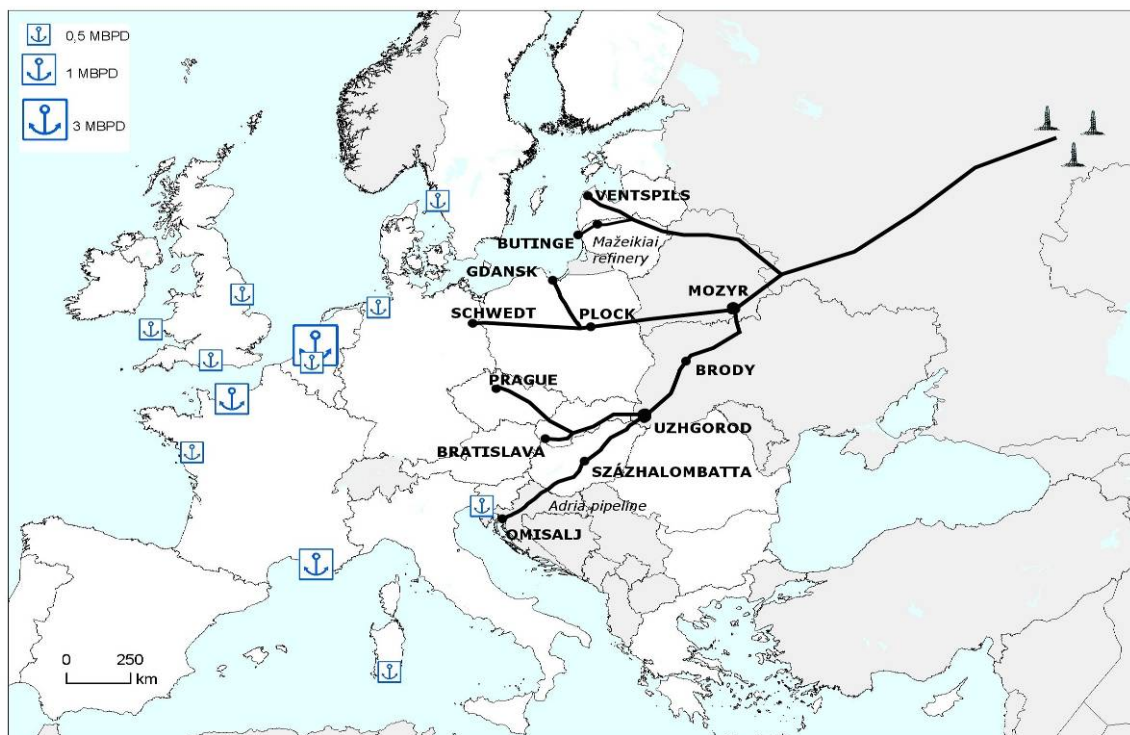 0,5 MBPD
1 MBPD
3 MBPD
VENTSPILS
BUTINGE
Mažeikiai
refinery
GDANSK
MOZYR
SCHWEDT
PLOCK
BRODY
PRAGUE
UZHGOROD
BRATISLAVA
SZÁZHALOMBATTA
Adria pipeline
OMISALJ
0 250
km